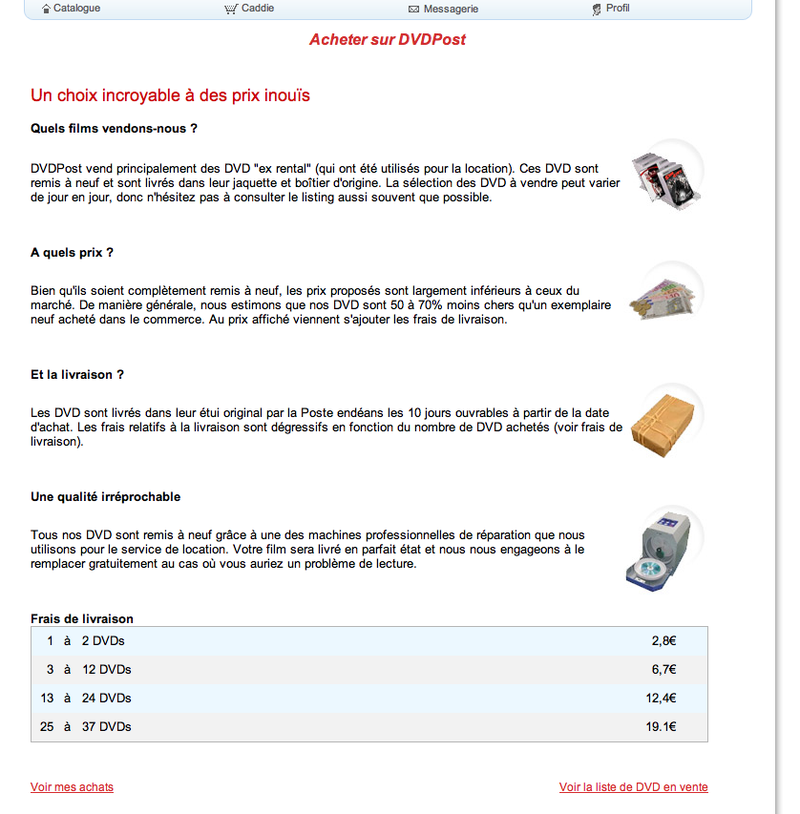 Catalogue Caddie Messagerie Profil
Acheter sur DVDPost
Un choix incroyable à des prix inouïs
Quels films vendons-nous ?
DVDPost vend principalement des DVD "ex rental" (qui ont été utilisés pour la location). Ces DVD sont
remis à neuf et sont livrés dans leur jaquette et boîtier d'origine. La sélection des DVD à vendre peut varier
de jour en jour, donc n'hésitez pas à consulter le listing aussi souvent que possible.
A quels prix ?
Bien qu'ils soient complètement remis à neuf, les prix proposés sont largement inférieurs à ceux du
marché. De manière générale, nous estimons que nos DVD sont 50 à 70% moins chers qu'un exemplaire
neuf acheté dans le commerce. Au prix affiché viennent s'ajouter les frais de livraison.
Et la livraison ?
Les DVD sont livrés dans leur étui original par la Poste endéans les 10 jours ouvrables à partir de la date
d'achat. Les frais relatifs à la livraison sont dégressifs en fonction du nombre de DVD achetés (voir frais de
livraison).
Une qualité irréprochable
Tous nos DVD sont remis à neuf grâce à une des machines professionnelles de réparation que nous
utilisons pour le service de location. Votre film sera livré en parfait état et nous nous engageons à le
remplacer gratuitement au cas où vous auriez un problème de lecture.
Frais de livraison
1 à 2 DVDs 2,8€
3 à 12 DVDs 6,7€
13 à 24 DVDs 12,4€
25 à 37 DVDs 19.1€
Voir mes achats Voir la liste de DVD en vente